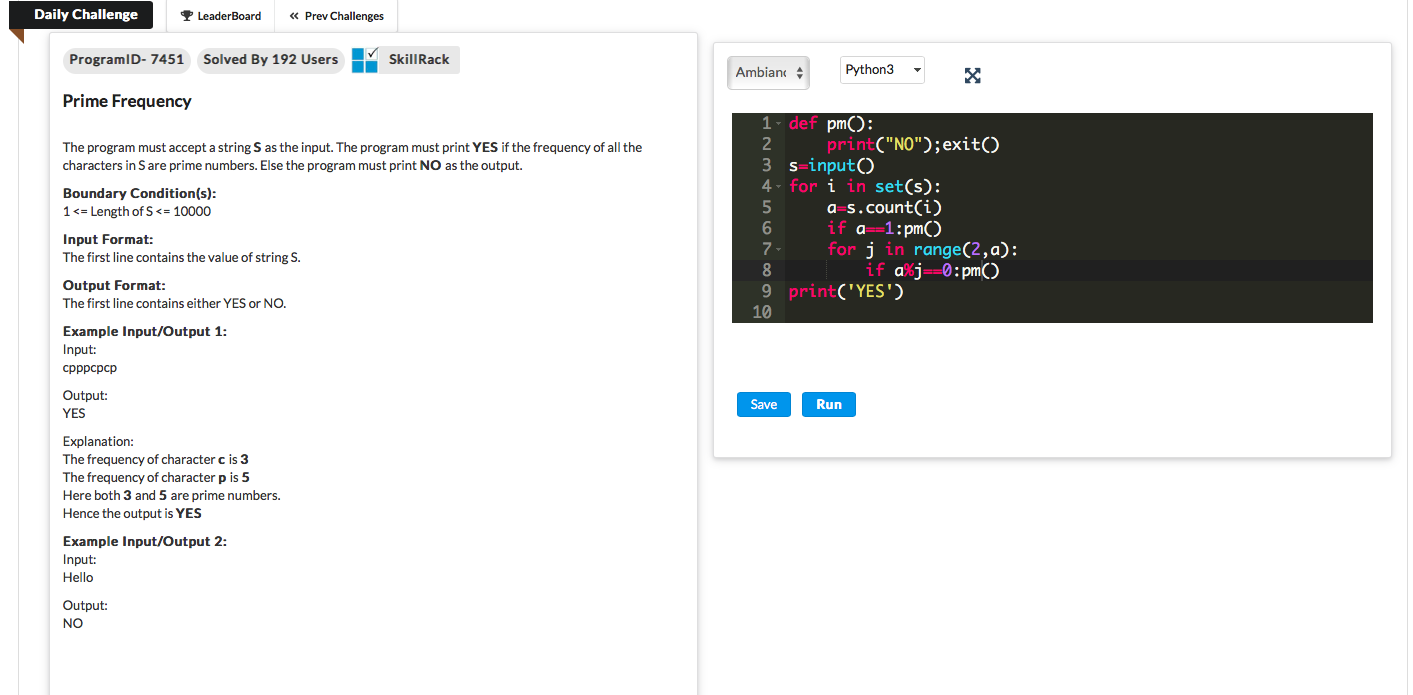 Daily Challenge
LeaderBoard
« Prev Challenges
ProgramID- 7451
Solved By 192 Users
SkillRack
Prime Frequency
The program must accept a string S as the input. The program must print YES if the frequency of all the
characters in S are prime numbers. Else the program must print NO as the output.
Boundary Condition(s):
1 <= Length of S <= 10000
Input Format:
The first line contains the value of string S.
Output Format:
The first line contains either YES or NO.
Example Input/Output 1:
Input:
cpppcpcp
Output:
YES
Explanation:
The frequency of character c is 3
The frequency of character p is 5
Here both 3 and 5 are prime numbers.
Hence the output is YES
Example Input/Output 2:
Input:
Hello
Output:
NO
Ambianc
Python3
1 def pm():
2     print("NO");exit()
3 s=input()
4 for i in set(s):
5     a=s.count(i)
6     if a==1:pm()
7     for j in range(2,a):
8         if a%j==0:pm()
9 print('YES')
10
Save
Run